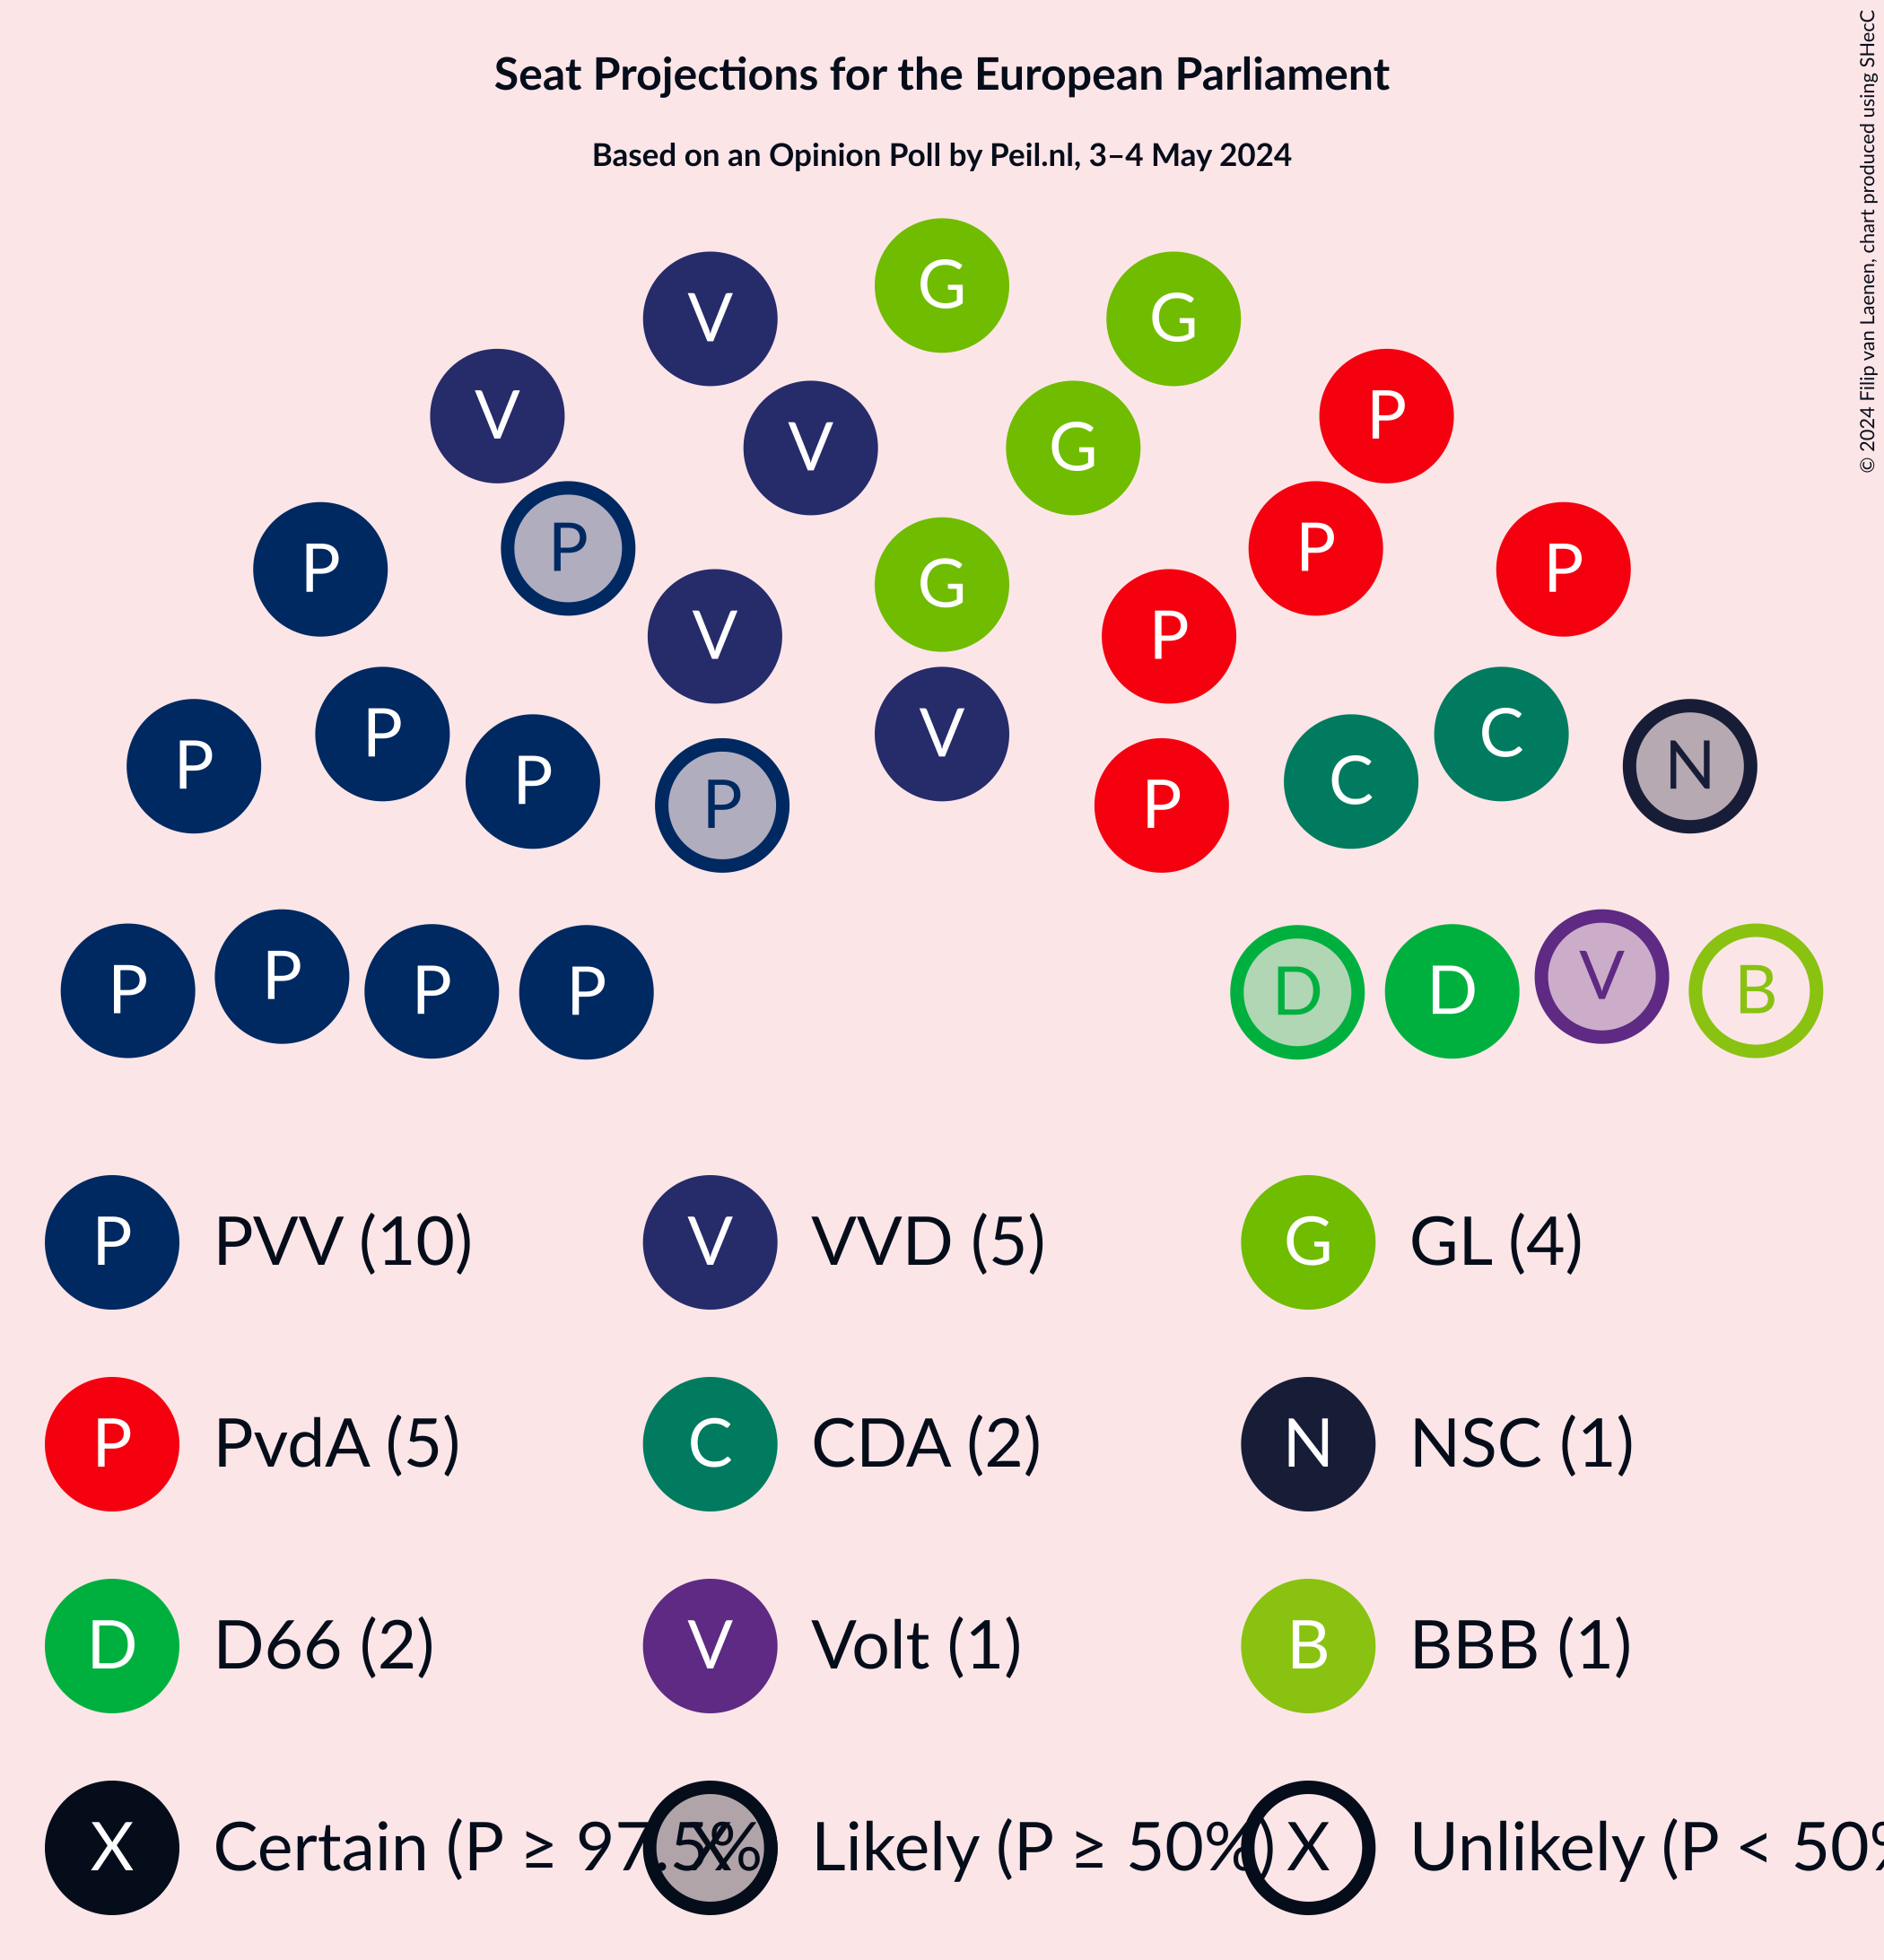 Seat Projections for the European Parliament
Based on an Opinion Poll by Peil.nl, 3–4 May 2024
© 2024 Filip van Laenen, chart produced using SHecC
G
V G
V P
V G
P P
P P
G
V P
P V C
P C N
P P P
P P P P D D V B
P PVV (10) V VVD (5) G GL (4)
P PvdA (5) C CDA (2) N NSC (1)
D D66 (2) V Volt (1) B BBB (1)
X Certain (P ≥ 97.5% X Likely (P ≥ 50%) X Unlikely (P < 50%